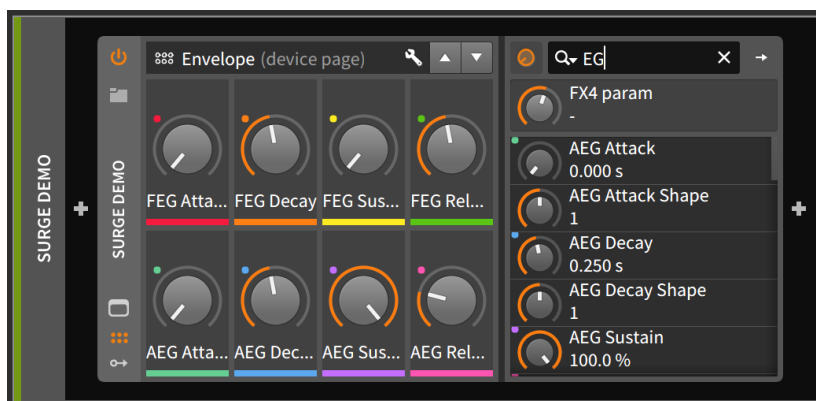 SURGE DEMO
SURGE DEMO
Envelope (device page)
FEG Atta... FEG Decay FEG Sus... FEG Rel...
AEG Atta... AEG Dec... AEG Sus... AEG Rel...
EG
FX4 param
-
AEG Attack
0.000 s
AEG Attack Shape
1
AEG Decay
0.250 s
AEG Decay Shape
1
AEG Sustain
100.0 %